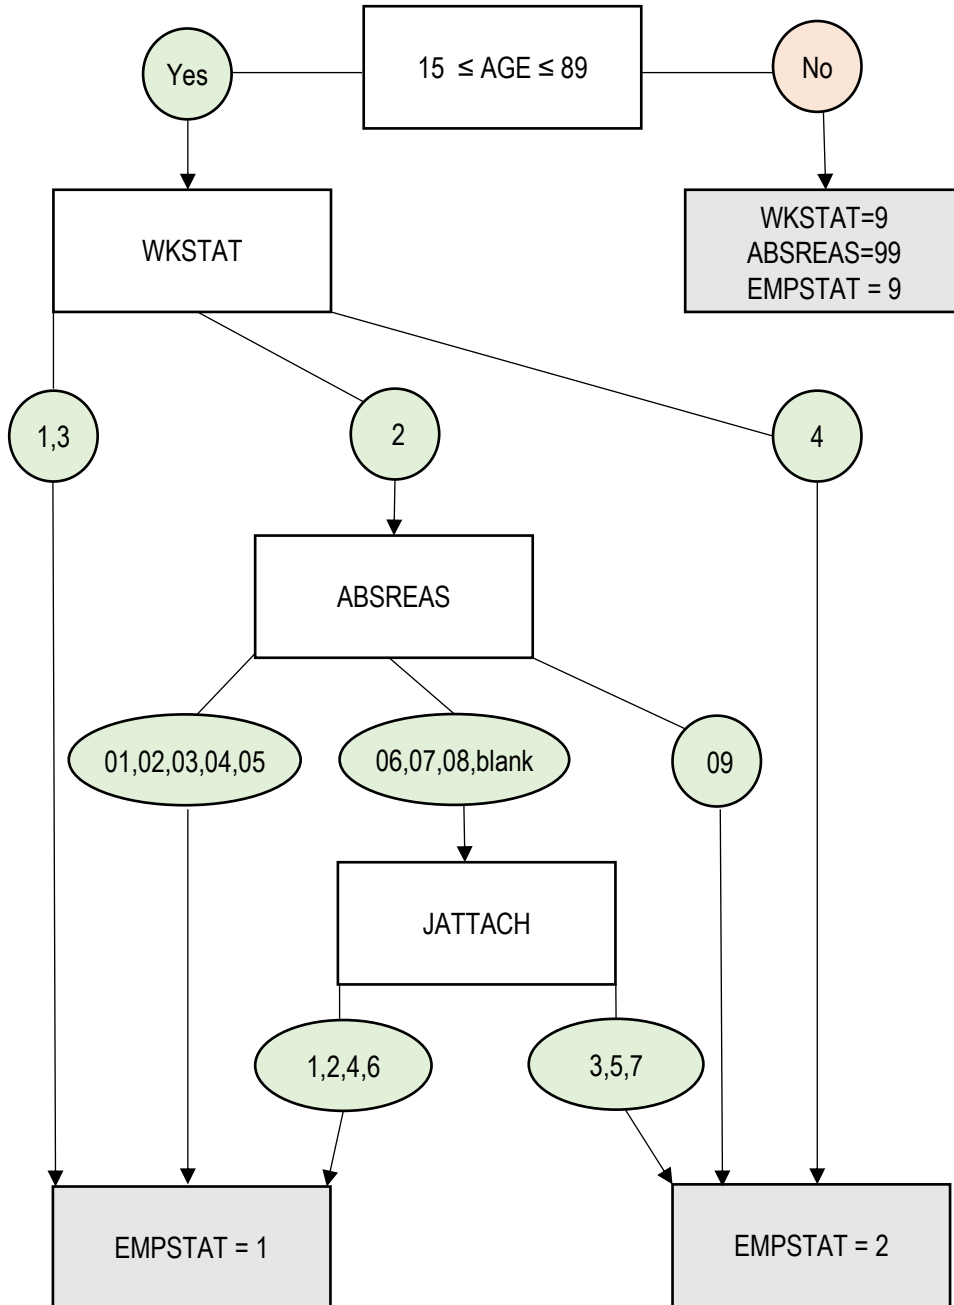 Yes
15 ≤ AGE ≤ 89
No
WKSTAT
WKSTAT=9
ABSREAS=99
EMPSTAT = 9
1,3
2
4
ABSREAS
01,02,03,04,05
06,07,08,blank
09
JATTACH
1,2,4,6
3,5,7
EMPSTAT = 1
EMPSTAT = 2